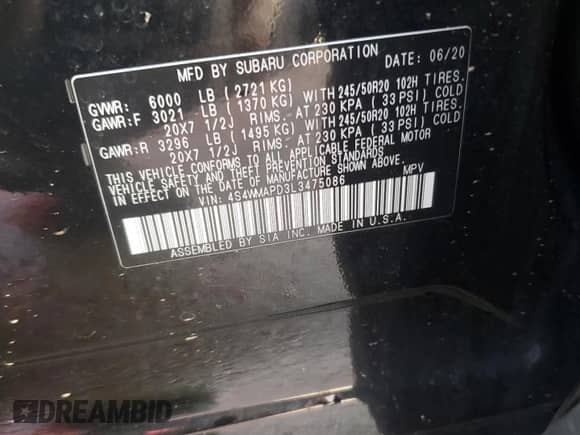 MFD BY SUBARU CORPORATION DATE: 06/20
GVWR: 6000 LB (2721 KG)
GAWR:F 3021 LB (1370 KG) WITH 245/50R20 102H TIRES.
20X7 1/2J RIMS. AT 230 KPA (33 PSI) COLD
GAWR:R 3296 LB (1495 KG) WITH 245/50R20 102H TIRES.
20X7 1/2J RIMS. AT 230 KPA (33 PSI) COLD
THIS VEHICLE CONFORMS TO ALL APPLICABLE FEDERAL MOTOR
VEHICLE SAFETY AND THEFT PREVENTION STANDARDS
IN EFFECT ON THE DATE OF MANUFACTURE SHOWN ABOVE.
VIN: 4S4WMAPD3L3475086 MPV
ASSEMBLED BY SIA INC. MADE IN U.S.A.
DREAMBID